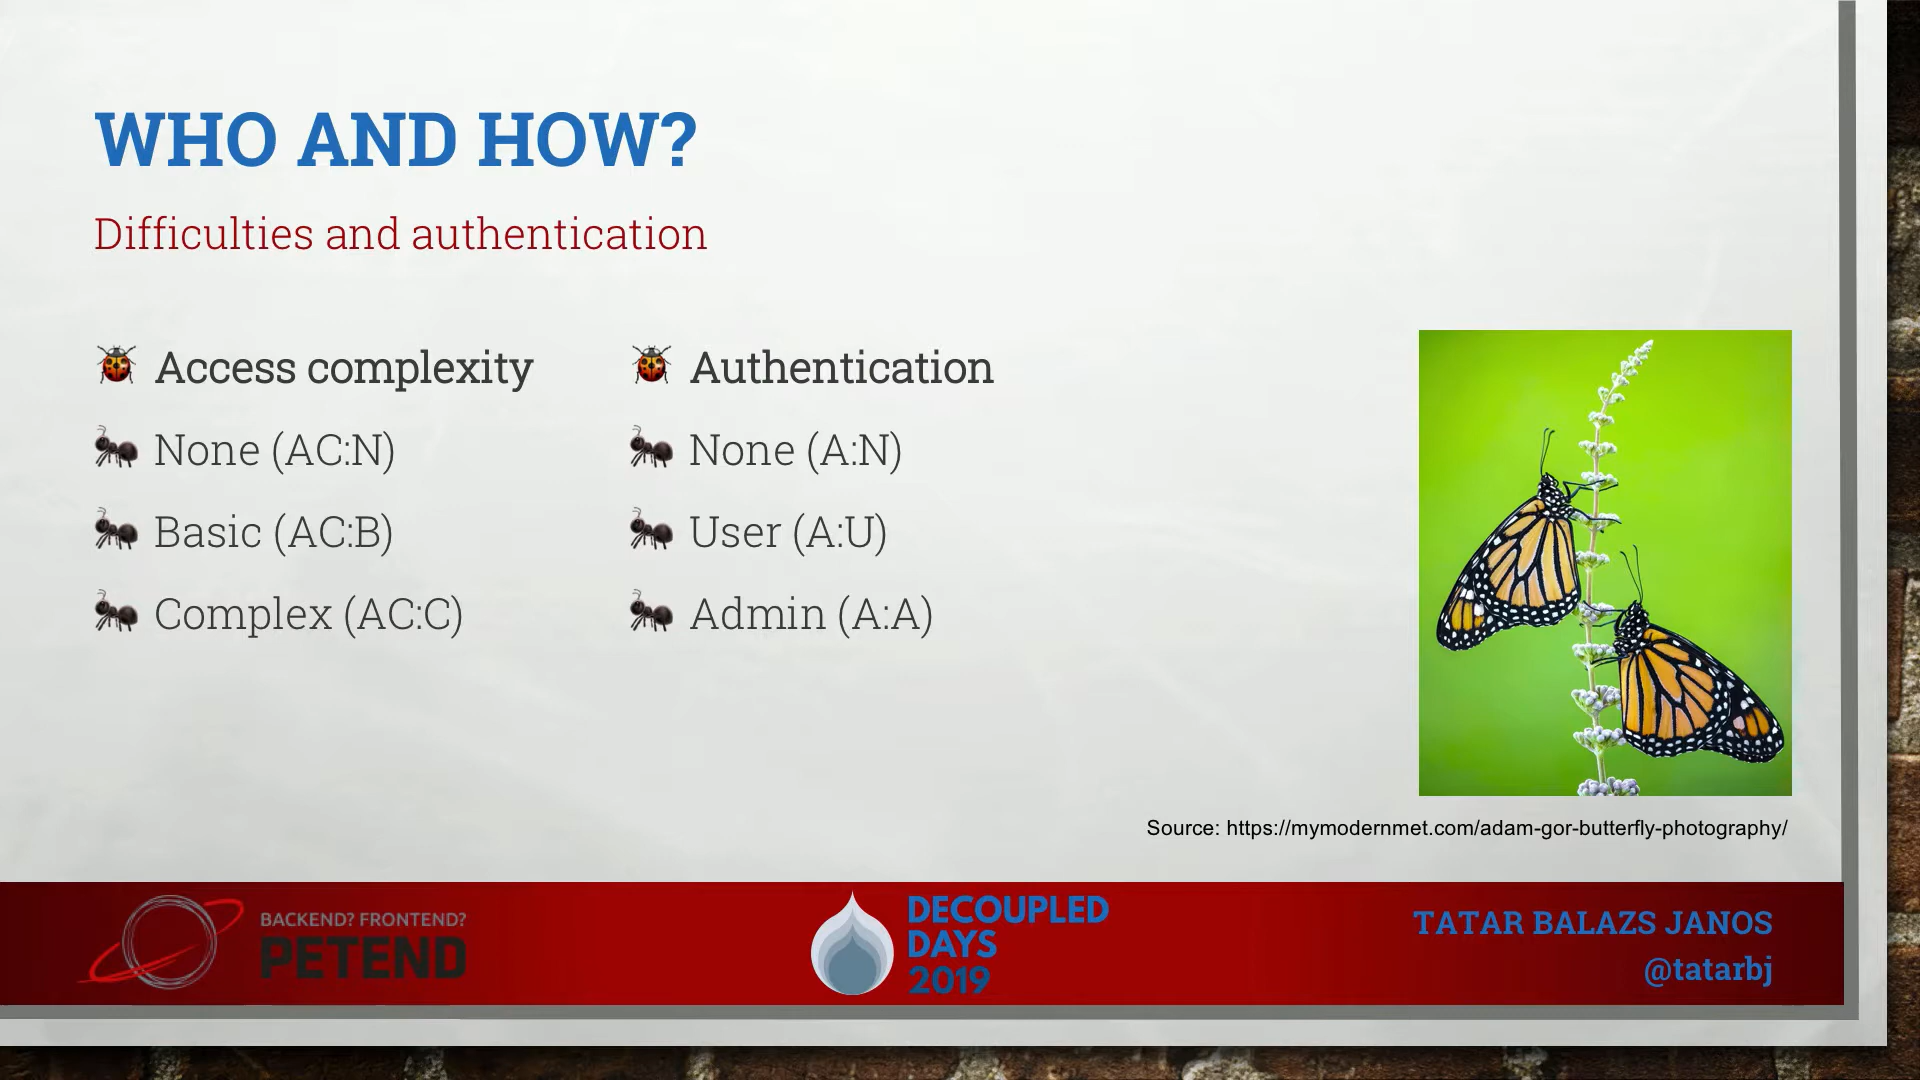 WHO AND HOW?
Difficulties and authentication
Access complexity
None (AC:N)
Basic (AC:B)
Complex (AC:C)
Authentication
None (A:N)
User (A:U)
Admin (A:A)
Source: https://mymodernmet.com/adam-gor-butterfly-photography/
BACKEND? FRONTEND?
PETEND
DECOUPLED
DAYS
2019
TATAR BALAZS JANOS
@tatarbj